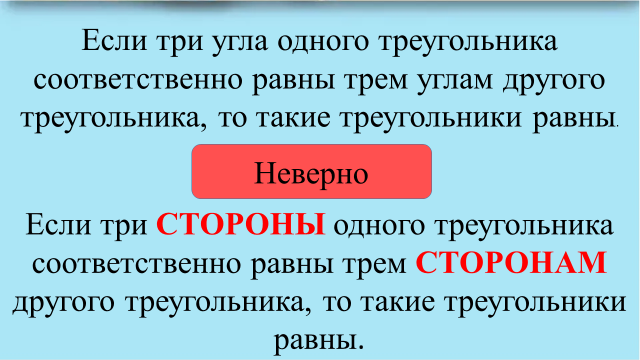 Если три угла одного треугольника
соответственно равны трем углам другого
треугольника, то такие треугольники равны.
Неверно
Если три СТОРОНЫ одного треугольника
соответственно равны трем СТОРОНАМ
другого треугольника, то такие треугольники
равны.